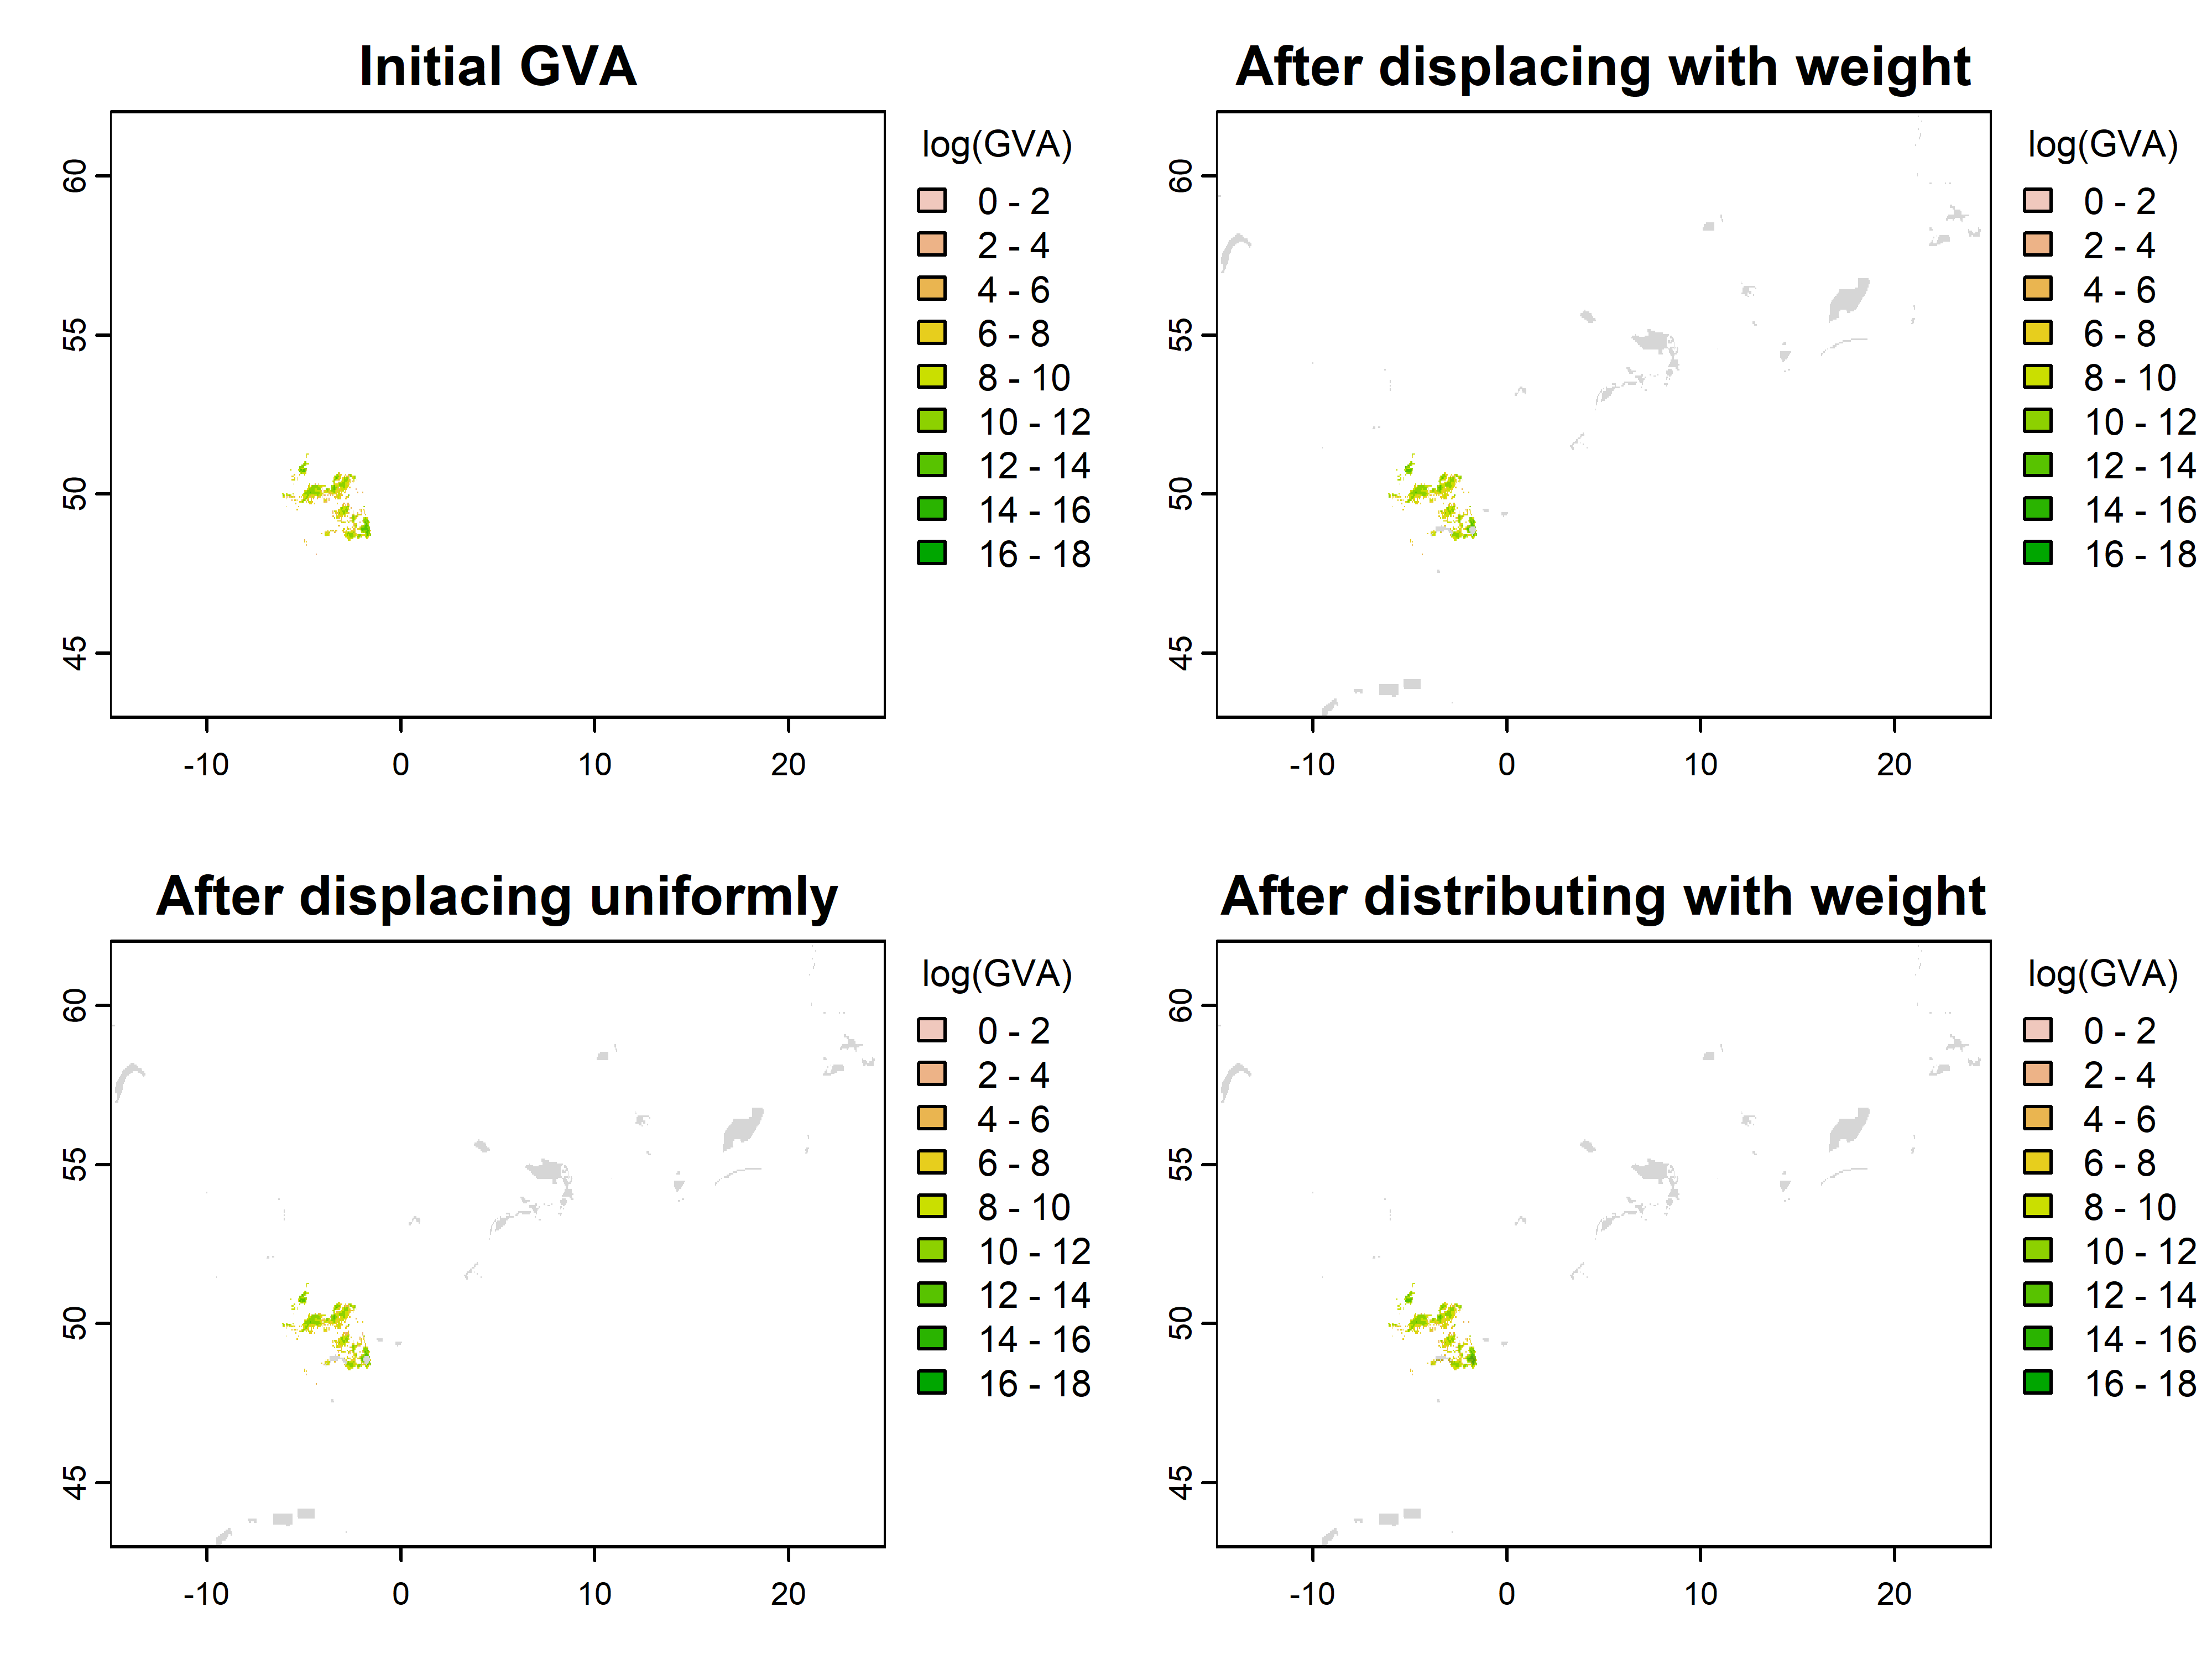 Initial GVA
60
55
50
45
-10
0
10
20
log(GVA)
0 - 2
2 - 4
4 - 6
6 - 8
8 - 10
10 - 12
12 - 14
14 - 16
16 - 18
After displacing with weight
60
55
50
45
-10
0
10
20
log(GVA)
0 - 2
2 - 4
4 - 6
6 - 8
8 - 10
10 - 12
12 - 14
14 - 16
16 - 18
After displacing uniformly
60
55
50
45
-10
0
10
20
log(GVA)
0 - 2
2 - 4
4 - 6
6 - 8
8 - 10
10 - 12
12 - 14
14 - 16
16 - 18
After distributing with weight
60
55
50
45
-10
0
10
20
log(GVA)
0 - 2
2 - 4
4 - 6
6 - 8
8 - 10
10 - 12
12 - 14
14 - 16
16 - 18